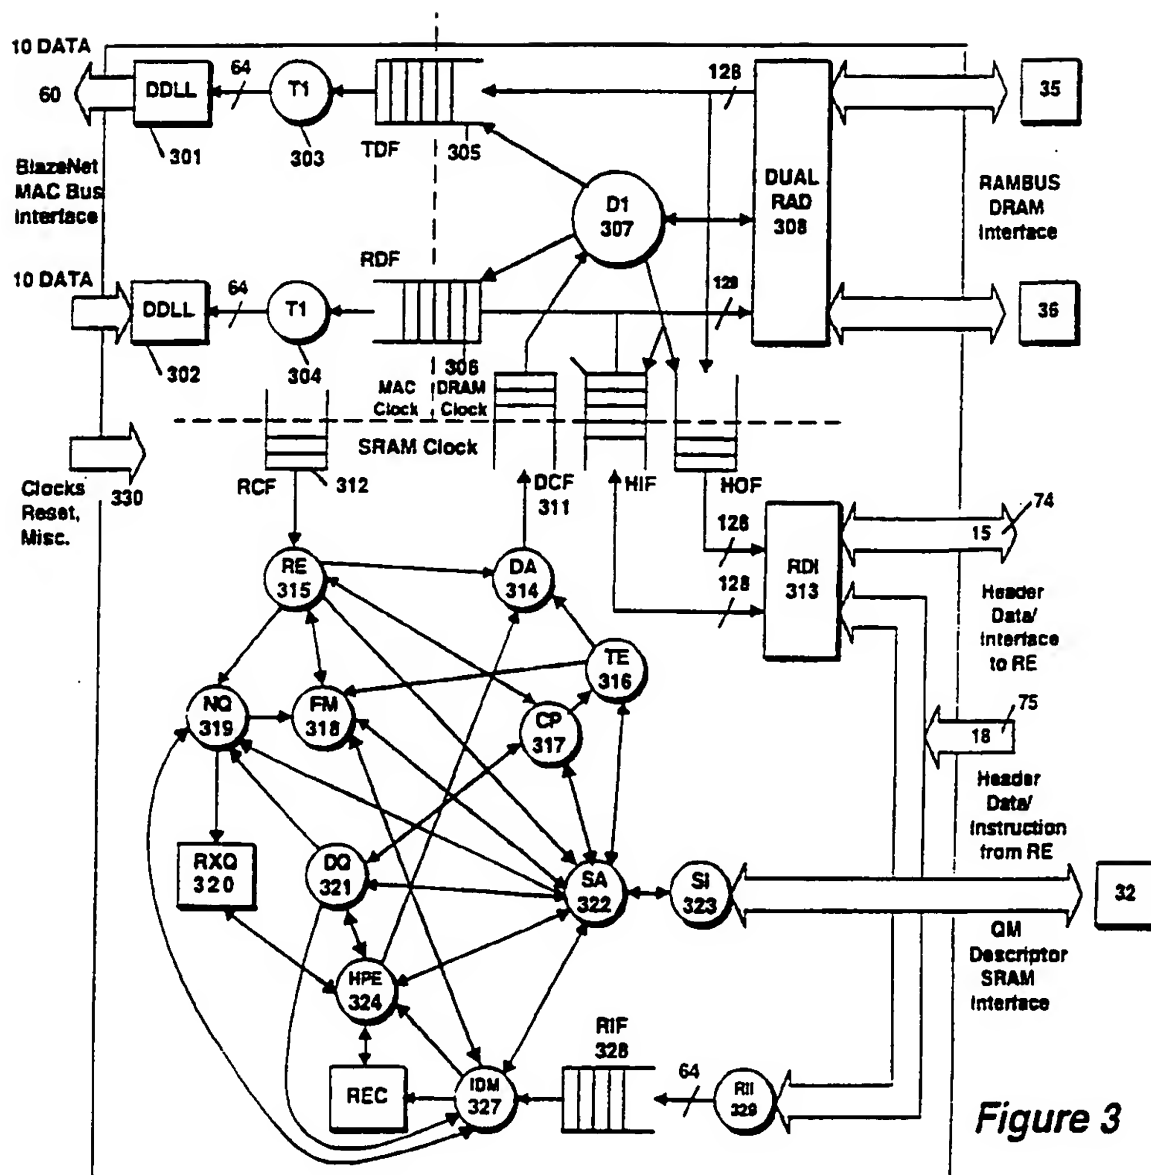 10 DATA
60
DDLL
301
64
T1
303
TDF
305
128
DUAL
RAD
308
35
BlazeNet
MAC Bus
Interface
RAMBUS
DRAM
Interface
D1
307
RDF
10 DATA
DDLL
302
64
T1
304
306
128
36
MAC
Clock
DRAM
Clock
SRAM Clock
Clocks
Reset,
Misc.
330
RCF
312
DCF
311
HIF
HOF
128
128
RDI
313
15
74
Header
Data/
Interface
to RE
RE
315
DA
314
TE
316
NQ
319
FM
318
CP
317
18
75
Header
Data/
Instruction
from RE
RXQ
320
DQ
321
SA
322
SI
323
32
QM
Descriptor
SRAM
Interface
HPE
324
REC
IDM
327
RIF
328
64
RII
329
Figure 3